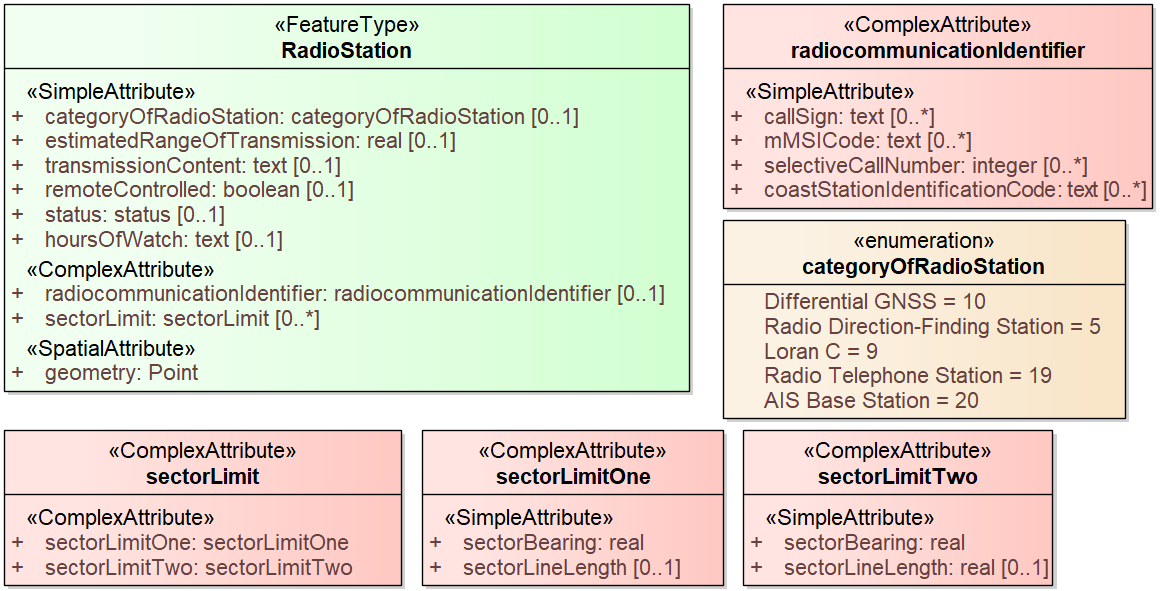 «FeatureType»
RadioStation
«SimpleAttribute»
+ categoryOfRadioStation: categoryOfRadioStation [0..1]
+ estimatedRangeOfTransmission: real [0..1]
+ transmissionContent: text [0..1]
+ remoteControlled: boolean [0..1]
+ status: status [0..1]
+ hoursOfWatch: text [0..1]
«ComplexAttribute»
+ radiocommunicationIdentifier: radiocommunicationIdentifier [0..1]
+ sectorLimit: sectorLimit [0..*]
«SpatialAttribute»
+ geometry: Point
«ComplexAttribute»
radiocommunicationIdentifier
«SimpleAttribute»
+ callSign: text [0..*]
+ mMSICode: text [0..*]
+ selectiveCallNumber: integer [0..*]
+ coastStationIdentificationCode: text [0..*]
«enumeration»
categoryOfRadioStation
Differential GNSS = 10
Radio Direction-Finding Station = 5
Loran C = 9
Radio Telephone Station = 19
AIS Base Station = 20
«ComplexAttribute»
sectorLimit
«ComplexAttribute»
+ sectorLimitOne: sectorLimitOne
+ sectorLimitTwo: sectorLimitTwo
«ComplexAttribute»
sectorLimitOne
«SimpleAttribute»
+ sectorBearing: real
+ sectorLineLength [0..1]
«ComplexAttribute»
sectorLimitTwo
«SimpleAttribute»
+ sectorBearing: real
+ sectorLineLength: real [0..1]